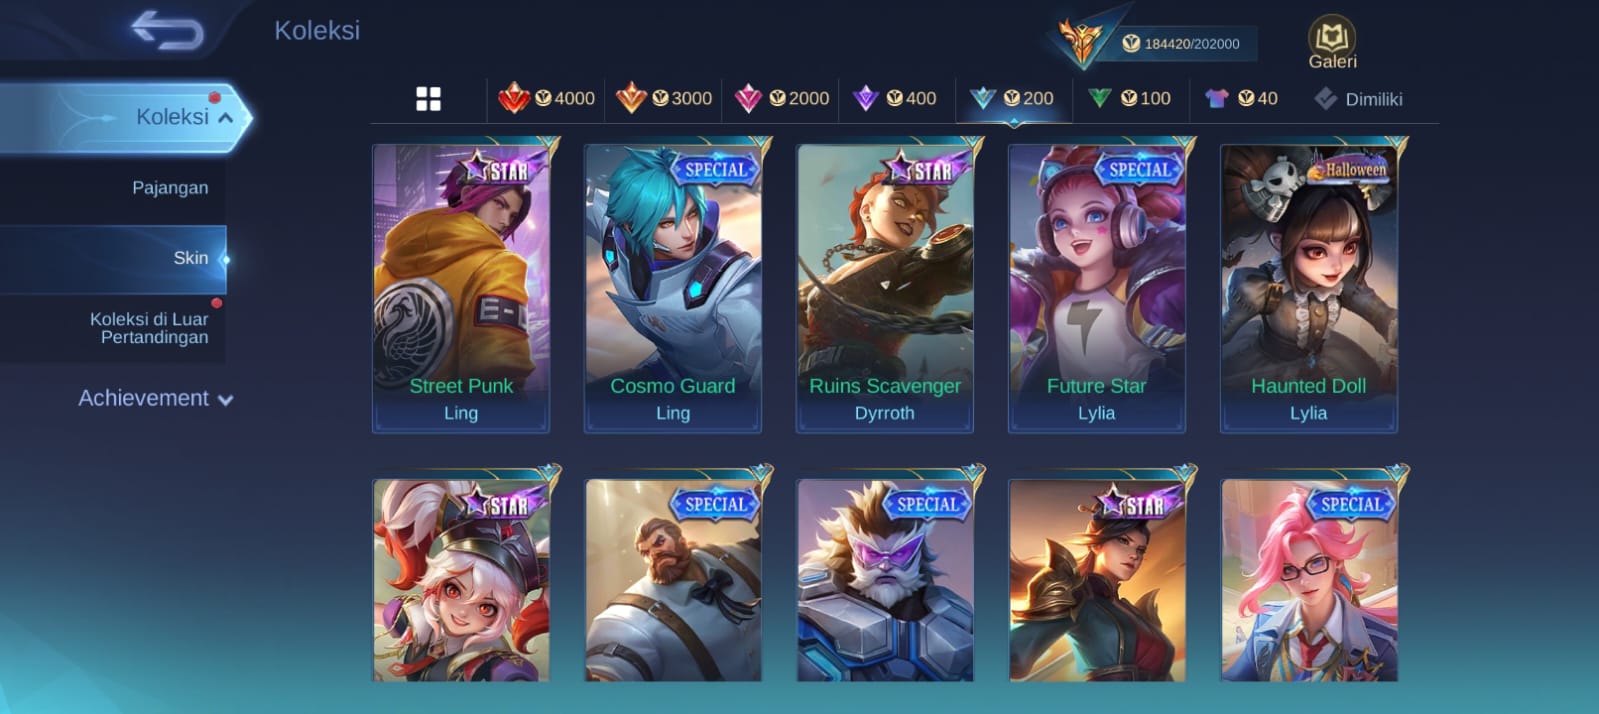 Koleksi
184420/202000
Galeri
4000
3000
2000
400
200
100
40
Dimiliki
Koleksi
Pajangan
Skin
Koleksi di Luar
Pertandingan
Achievement
STAR
SPECIAL
STAR
SPECIAL
Halloween
E-
Street Punk
Cosmo Guard
Ruins Scavenger
Future Star
Haunted Doll
Ling
Ling
Dyrroth
Lylia
Lylia
STAR
SPECIAL
SPECIAL
STAR
SPECIAL